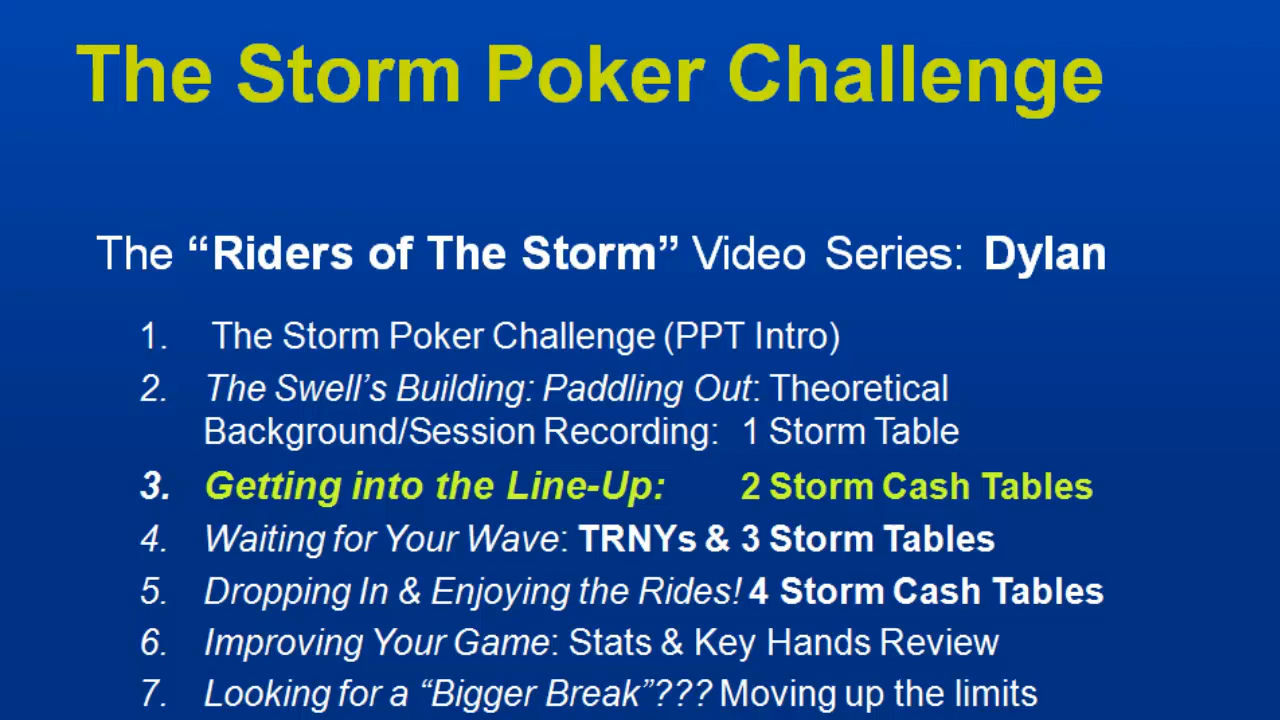 The Storm Poker Challenge
The “Riders of The Storm” Video Series: Dylan
1. The Storm Poker Challenge (PPT Intro)
2. The Swell’s Building: Paddling Out: Theoretical
Background/Session Recording: 1 Storm Table
3. Getting into the Line-Up: 2 Storm Cash Tables
4. Waiting for Your Wave: TRNYs & 3 Storm Tables
5. Dropping In & Enjoying the Rides! 4 Storm Cash Tables
6. Improving Your Game: Stats & Key Hands Review
7. Looking for a “Bigger Break”??? Moving up the limits